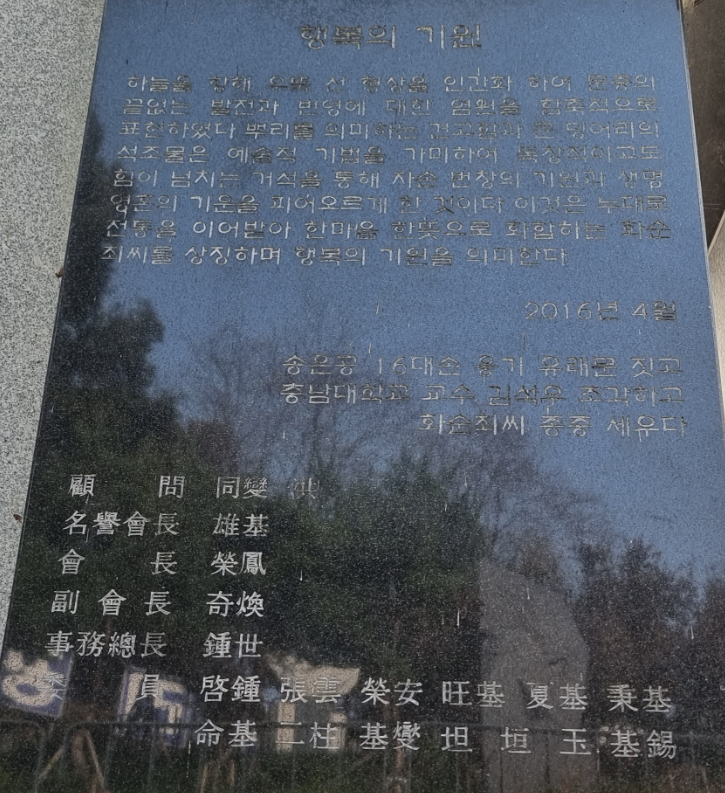 행복의 기원
하늘을 향해 우뚝 선 형상을 인간화 하여 문중의
끝없는 발전과 번영에 대한 염원을 함축적으로
표현하였다 뿌리를 의미하는 견고함과 한 덩어리의
석조물은 예술적 기법을 가미하여 독창적이고도
힘이 넘치는 거석을 통해 자손 번창의 기원과 생명
영혼의 기운을 피어오르게 한 것이다 이것은 누대로
전통을 이어받아 한마음 한뜻으로 화합하는 화순
최씨를 상징하며 행복의 기원을 의미한다
2016년 4월
송은공 16대손 웅기 유래문 짓고
충남대학교 교수 김석우 조각하고
화순최씨 종중 세우다
顧 問 同燮 洪
名譽會長 雄基
會 長 榮鳳
副會長 奇煥
事務總長 鍾世
委 員 啓鍾 張雲 榮安 旺基 夏基 秉基
命基 二柱 基燮 坦 垣 玉 基錫